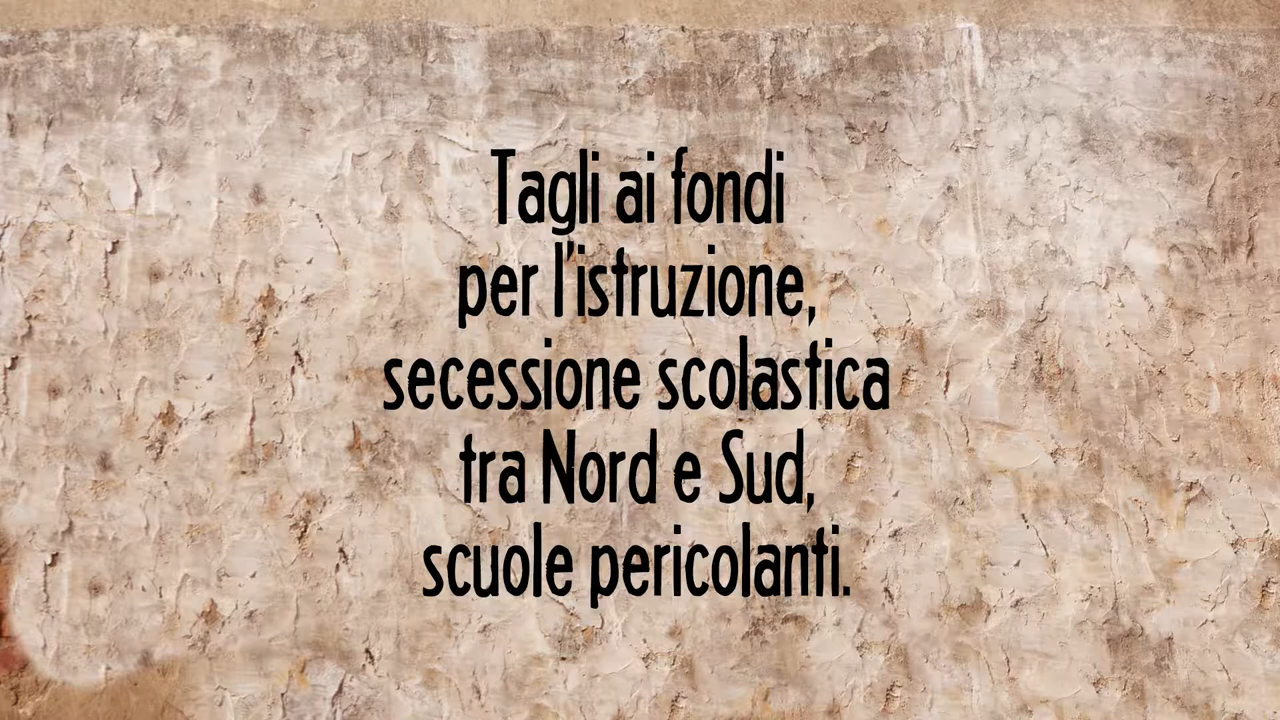 Tagli ai fondi
per l'istruzione,
secessione scolastica
tra Nord e Sud,
scuole pericolanti.